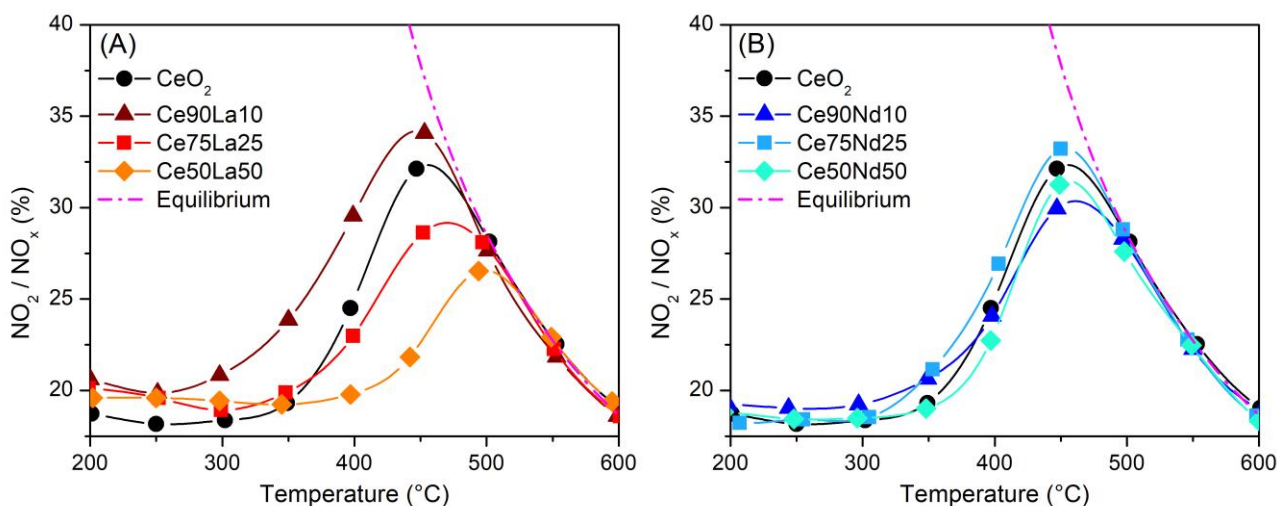 (A)
CeO₂
Ce90La10
Ce75La25
Ce50La50
Equilibrium
NO₂ / NOₓ (%)
40
35
30
25
20
200 300 400 500 600
Temperature (°C)
(B)
CeO₂
Ce90Nd10
Ce75Nd25
Ce50Nd50
Equilibrium
NO₂ / NOₓ (%)
40
35
30
25
20
200 300 400 500 600
Temperature (°C)